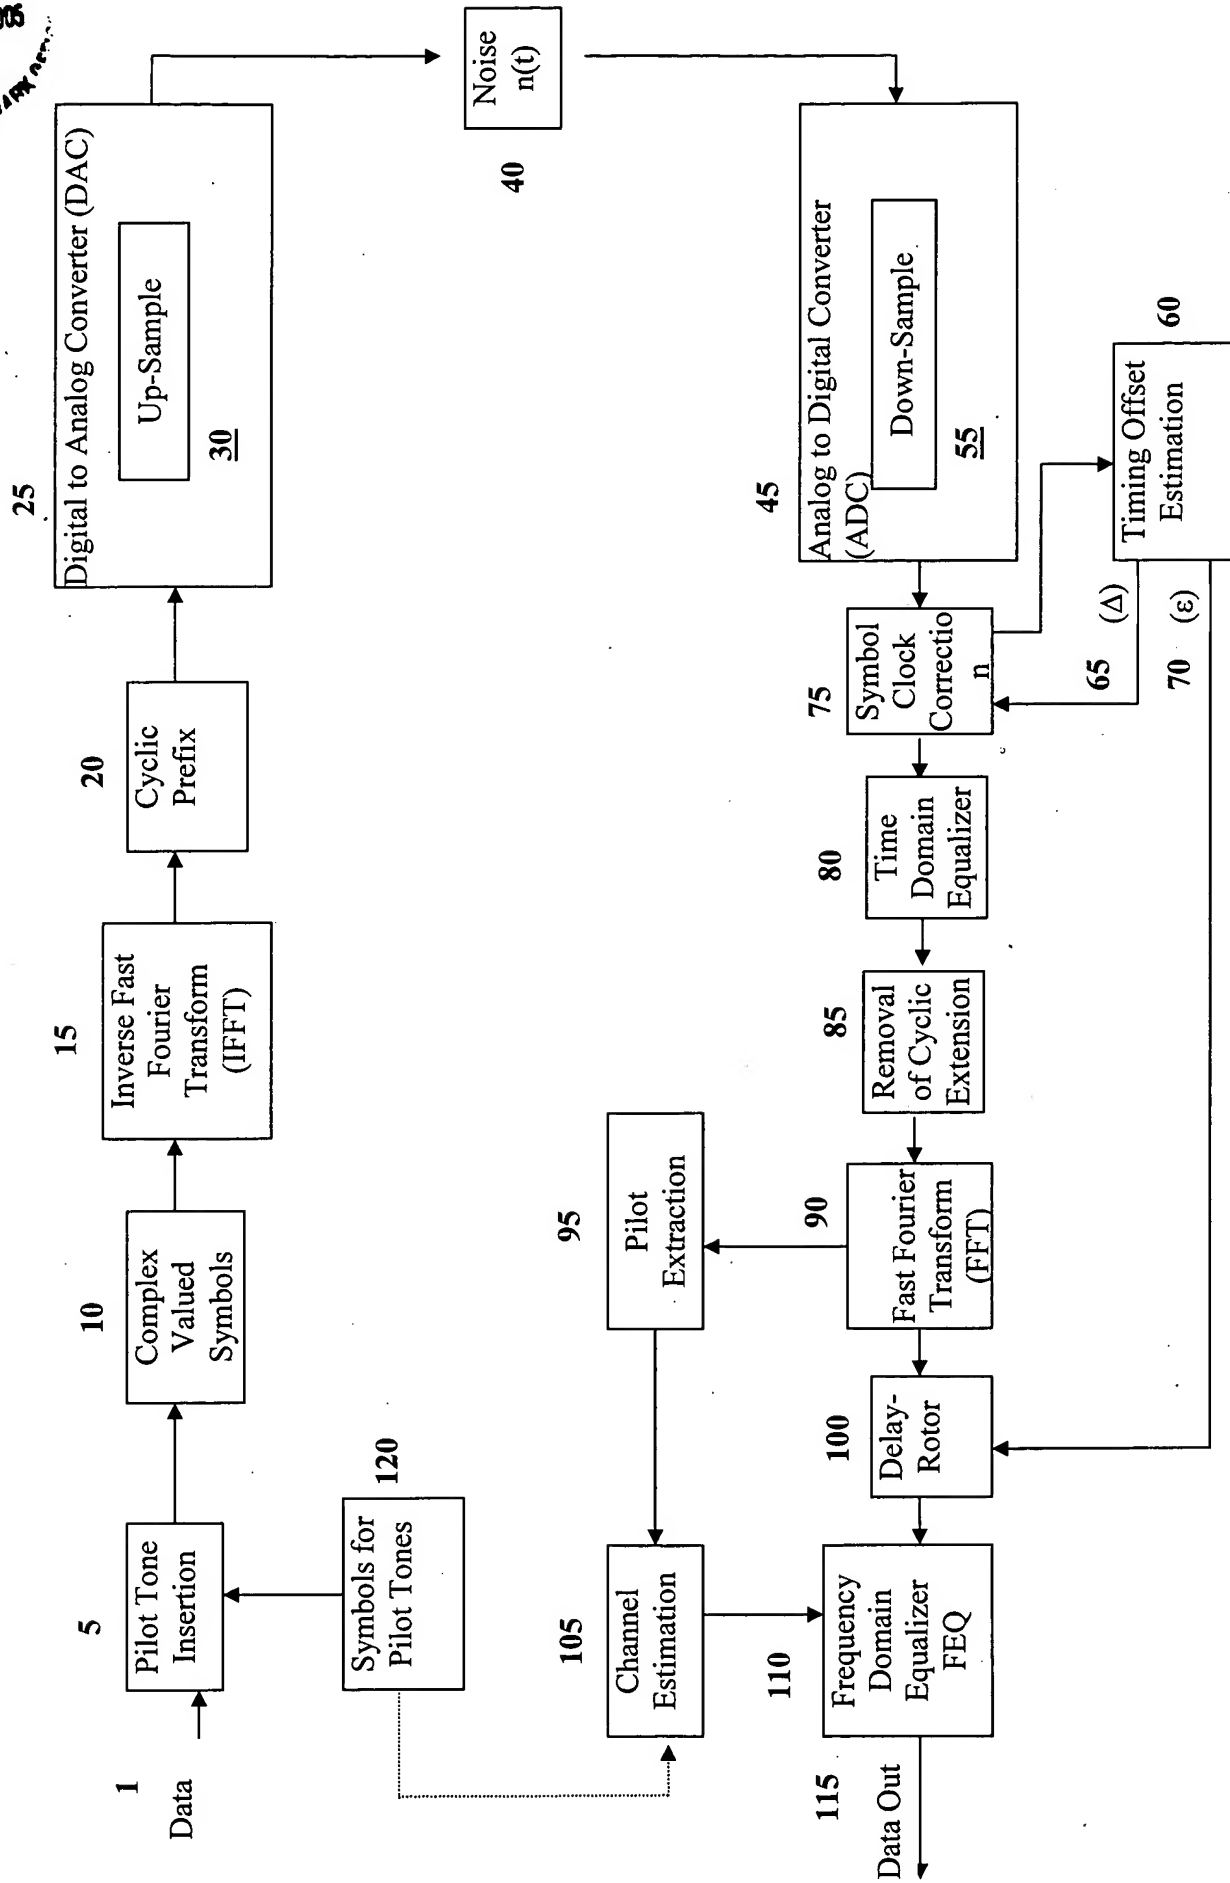 1
Data
5
Pilot Tone
Insertion
10
Complex
Valued
Symbols
15
Inverse Fast
Fourier
Transform
(IFFT)
20
Cyclic
Prefix
25
Digital to Analog Converter (DAC)
Up-Sample
30
Noise
n(t)
40
120
Symbols for
Pilot Tones
45
Analog to Digital Converter
(ADC)
Down-Sample
55
60
Timing Offset
Estimation
65
(Δ)
70
(ε)
75
Symbol
Clock
Correctio
n
80
Time
Domain
Equalizer
85
Removal
of Cyclic
Extension
90
Fast Fourier
Transform
(FFT)
95
Pilot
Extraction
100
Delay-
Rotor
105
Channel
Estimation
110
Frequency
Domain
Equalizer
FEQ
115
Data Out